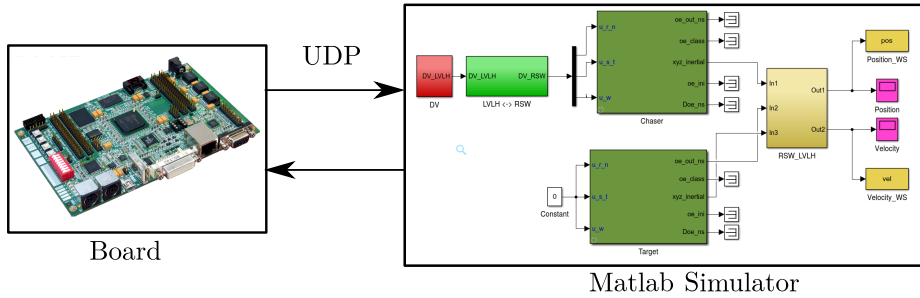 UDP
Board
Matlab Simulator
DV_LVLH
DV
DV_LVLH
DV_RSW
LVLH <-> RSW
u_r_n
u_s_t
u_w
oe_out_ns
oe_class
xyz_inertial
oe_ini
Doe_ns
Chaser
0
Constant
u_r_n
u_s_t
u_w
oe_out_ns
oe_class
xyz_inertial
oe_ini
Doe_ns
Target
In1
In2
In3
Out1
Out2
RSW_LVLH
pos
Position_WS
Position
Velocity
vel
Velocity_WS